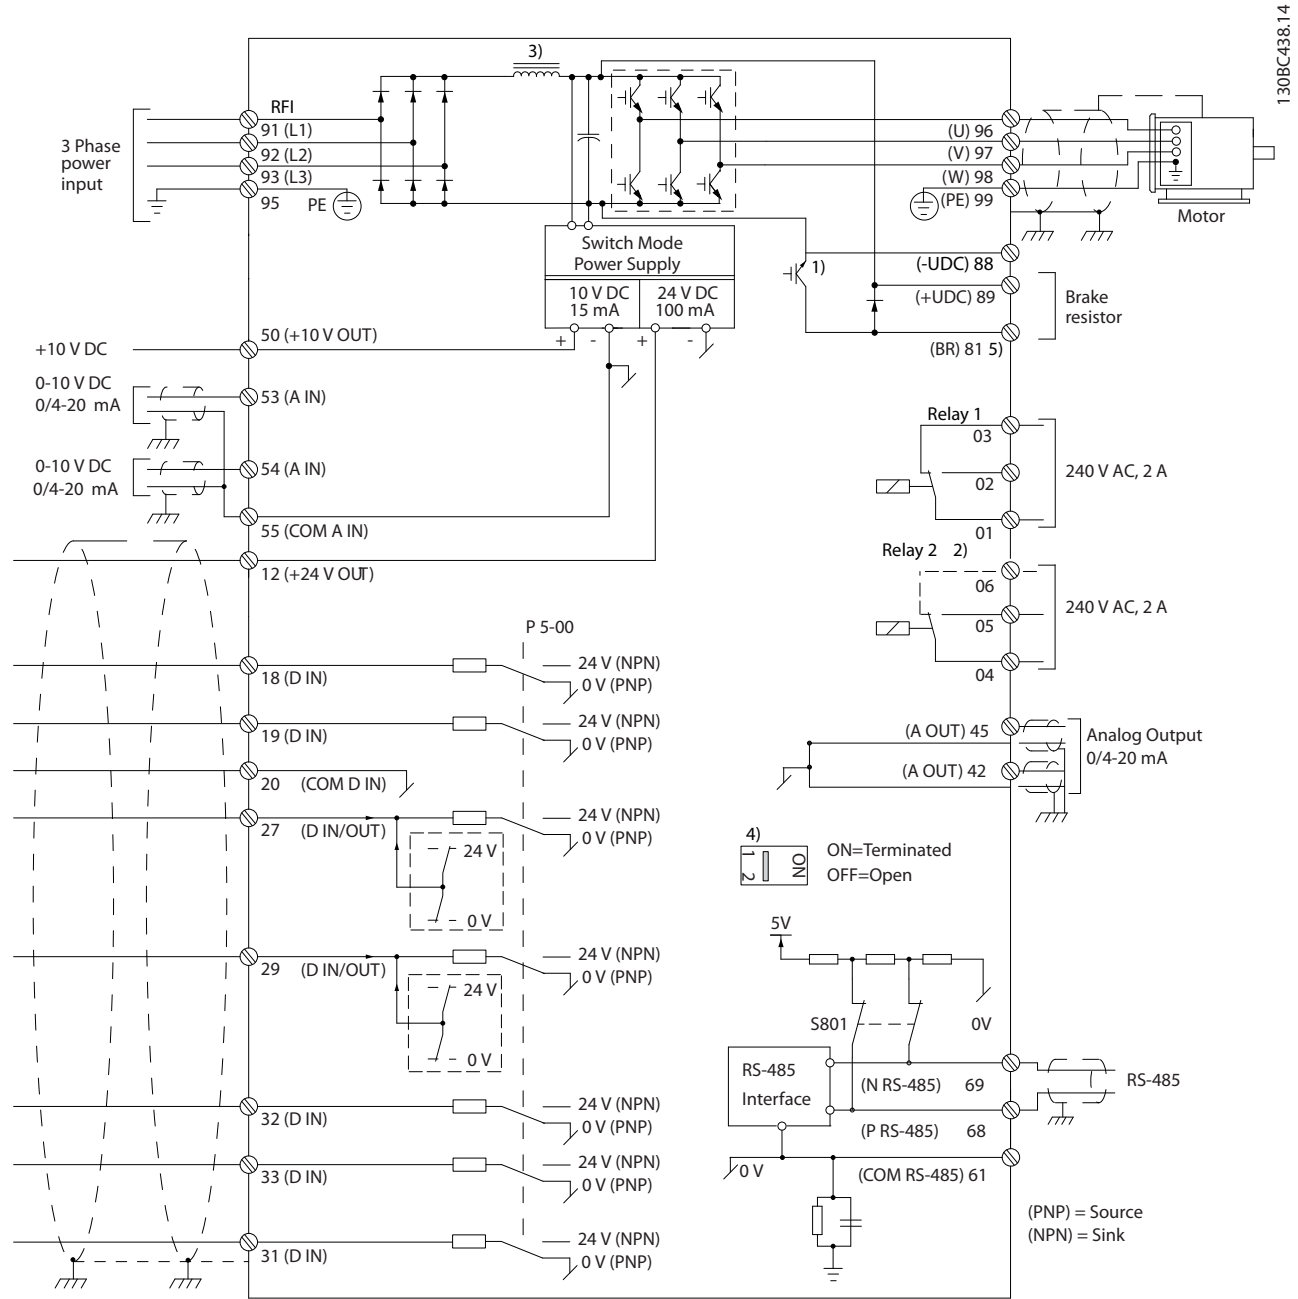 130BC438.14
3 Phase
power
input
RFI
91 (L1)
92 (L2)
93 (L3)
95
PE
3)
Switch Mode
Power Supply
10 V DC
15 mA
24 V DC
100 mA
+ - + -
1)
(U) 96
(V) 97
(W) 98
(PE) 99
Motor
(-UDC) 88
(+UDC) 89
(BR) 81 5)
Brake
resistor
+10 V DC
50 (+10 V OUT)
0-10 V DC
0/4-20 mA
53 (A IN)
0-10 V DC
0/4-20 mA
54 (A IN)
55 (COM A IN)
12 (+24 V OUT)
Relay 1
03
02
01
240 V AC, 2 A
Relay 2 2)
06
05
04
240 V AC, 2 A
P 5-00
18 (D IN)
24 V (NPN)
0 V (PNP)
19 (D IN)
24 V (NPN)
0 V (PNP)
20 (COM D IN)
27 (D IN/OUT)
24 V (NPN)
0 V (PNP)
24 V
0 V
29 (D IN/OUT)
24 V (NPN)
0 V (PNP)
24 V
0 V
32 (D IN)
24 V (NPN)
0 V (PNP)
33 (D IN)
24 V (NPN)
0 V (PNP)
31 (D IN)
24 V (NPN)
0 V (PNP)
(A OUT) 45
(A OUT) 42
Analog Output
0/4-20 mA
4)
1 2 ON
ON=Terminated
OFF=Open
5V
S801
0V
RS-485
Interface
(N RS-485) 69
(P RS-485) 68
RS-485
0 V
(COM RS-485) 61
(PNP) = Source
(NPN) = Sink